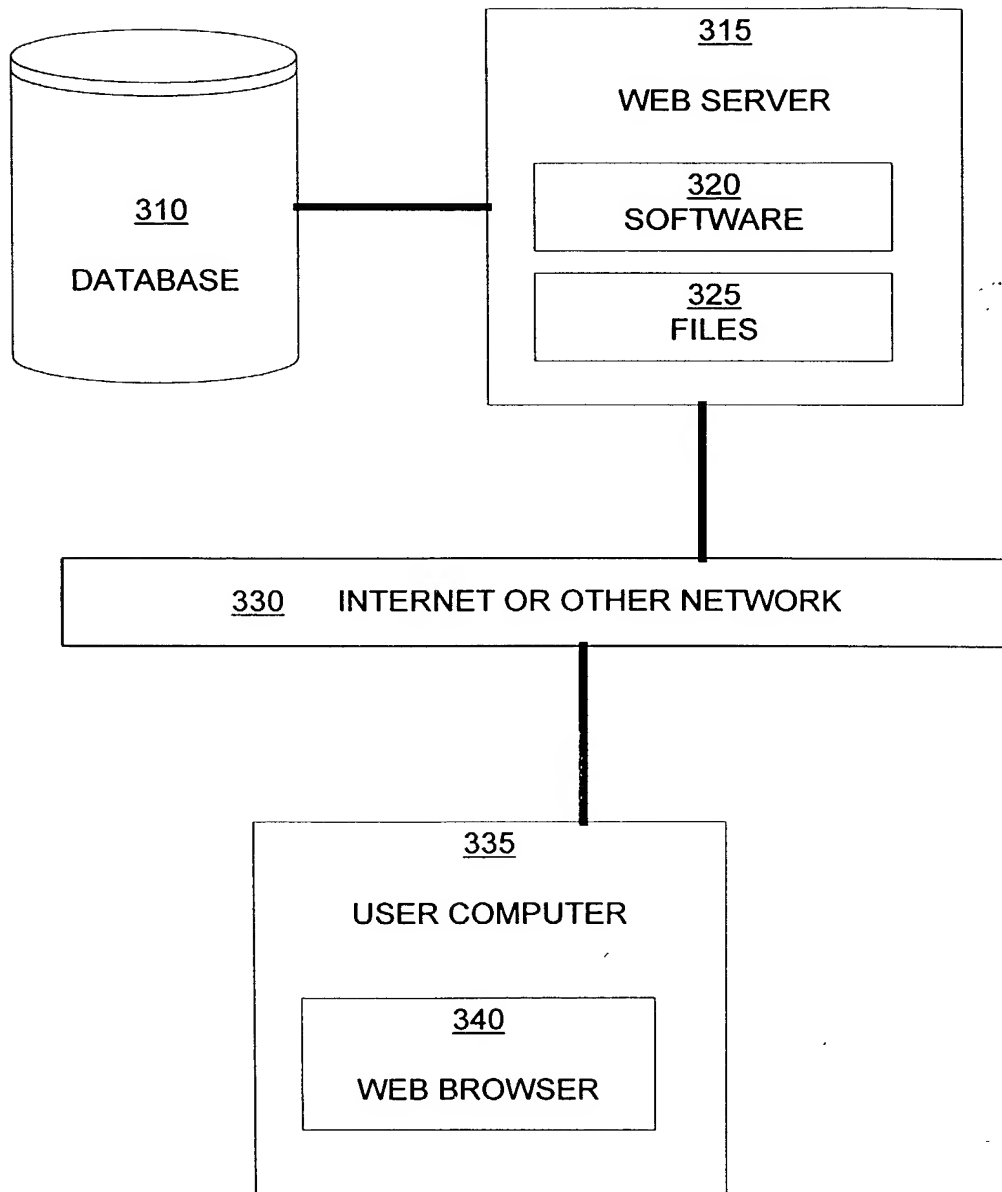 310
DATABASE
315
WEB SERVER
320
SOFTWARE
325
FILES
330 INTERNET OR OTHER NETWORK
335
USER COMPUTER
340
WEB BROWSER